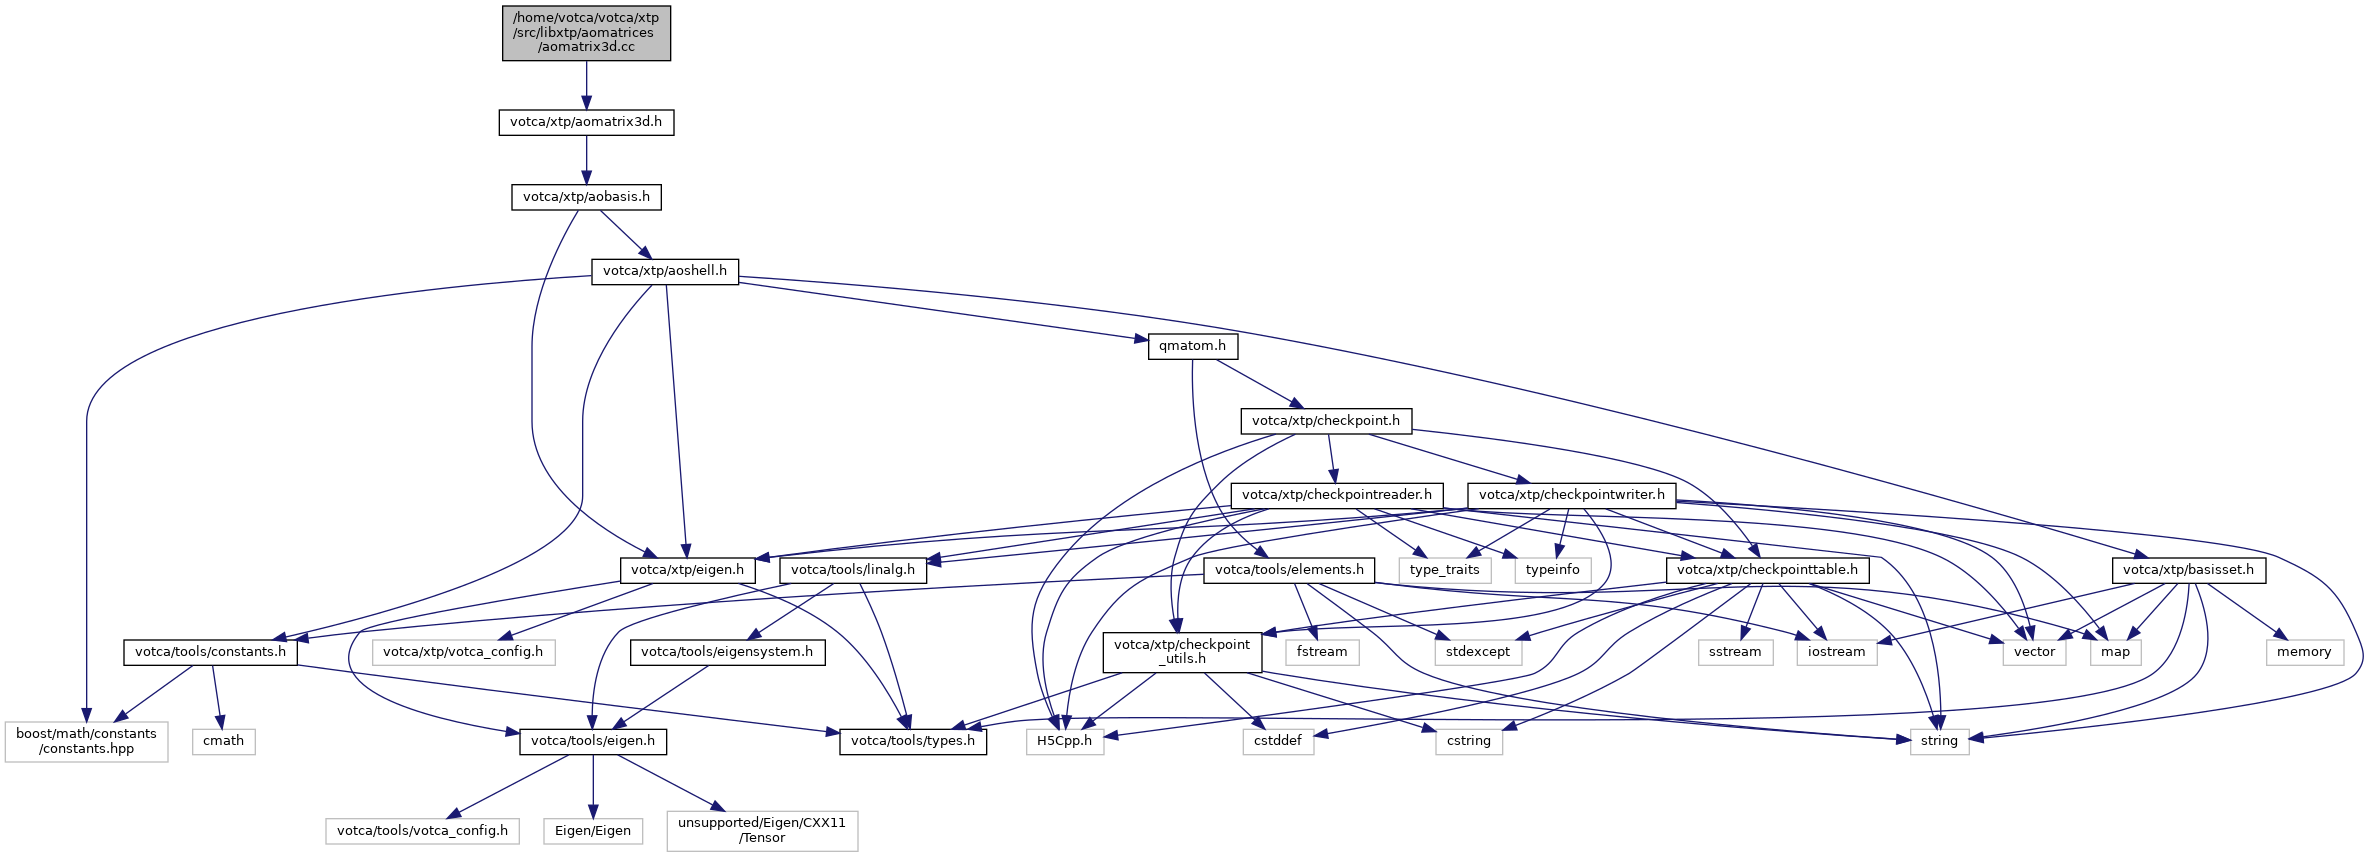 /home/votca/votca/xtp
/src/libxtp/aomatrices
/aomatrix3d.cc
votca/xtp/aomatrix3d.h
votca/xtp/aobasis.h
votca/xtp/aoshell.h
qmatom.h
votca/xtp/checkpoint.h
votca/xtp/checkpointreader.h
votca/xtp/checkpointwriter.h
votca/xtp/eigen.h
votca/tools/linalg.h
votca/tools/elements.h
type_traits
typeinfo
votca/xtp/checkpointtable.h
votca/xtp/basisset.h
votca/tools/constants.h
votca/xtp/votca_config.h
votca/tools/eigensystem.h
votca/xtp/checkpoint
_utils.h
fstream
stdexcept
sstream
iostream
vector
map
memory
boost/math/constants
/constants.hpp
cmath
votca/tools/eigen.h
votca/tools/types.h
H5Cpp.h
cstddef
cstring
string
votca/tools/votca_config.h
Eigen/Eigen
unsupported/Eigen/CXX11
/Tensor